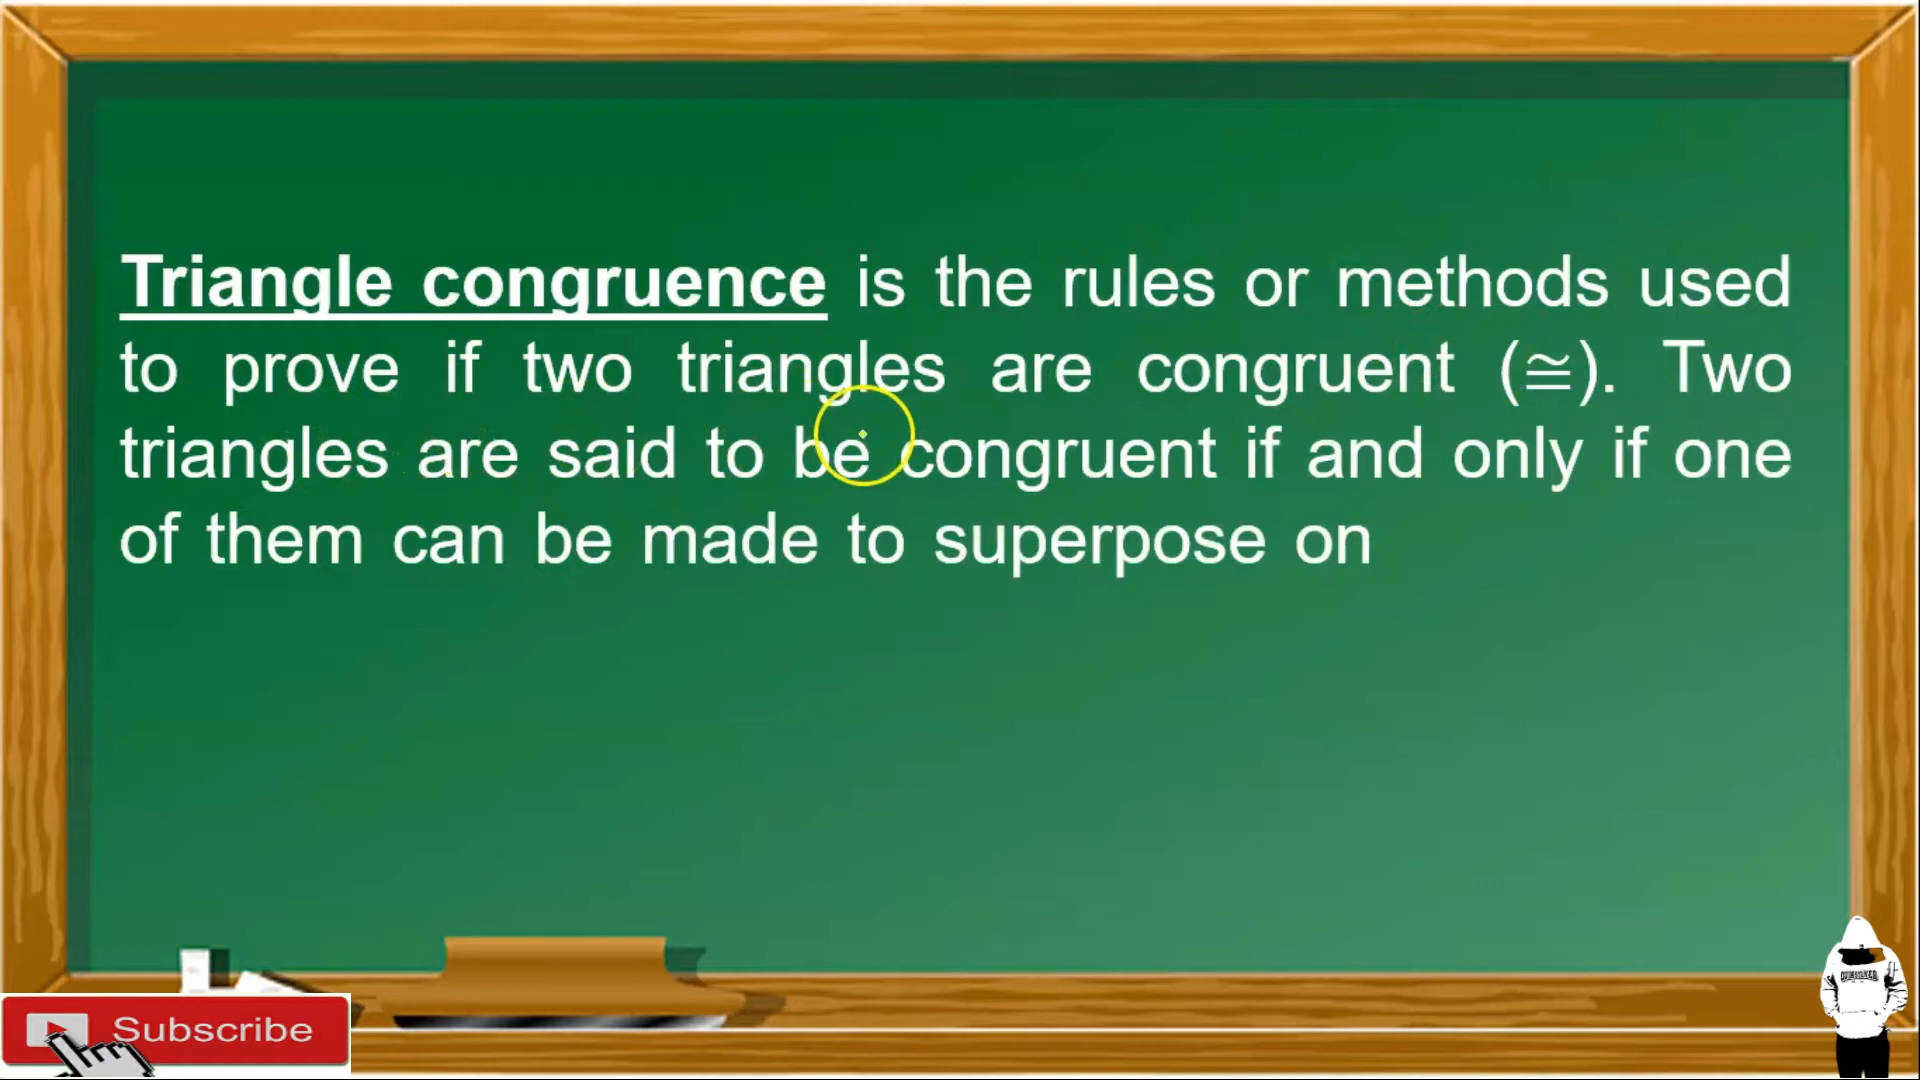 Triangle congruence is the rules or methods used
to prove if two triangles are congruent (≅). Two
triangles are said to be congruent if and only if one
of them can be made to superpose on
Subscribe
QUIKSILVER